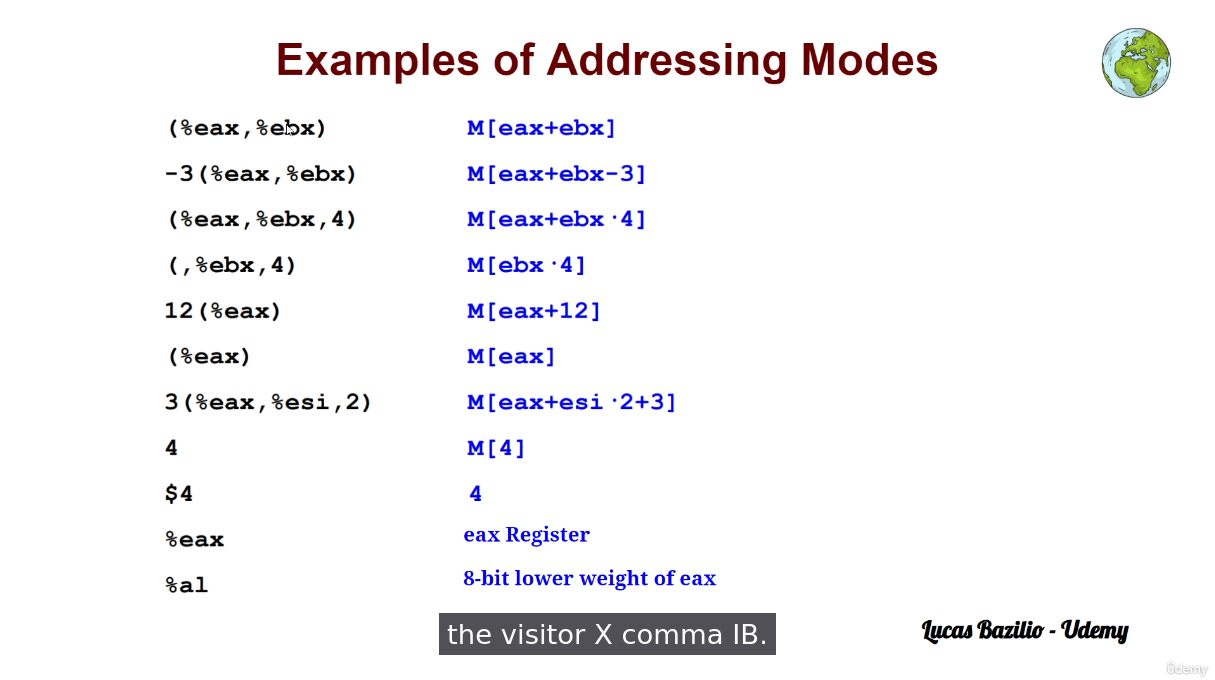 Examples of Addressing Modes
(%eax,%ebx) M[eax+ebx]
-3(%eax,%ebx) M[eax+ebx-3]
(%eax,%ebx,4) M[eax+ebx·4]
(,%ebx,4) M[ebx·4]
12(%eax) M[eax+12]
(%eax) M[eax]
3(%eax,%esi,2) M[eax+esi·2+3]
4 M[4]
$4 4
%eax eax Register
%al 8-bit lower weight of eax
the visitor X comma IB.
Lucas Bazilio - Udemy
ûdemy